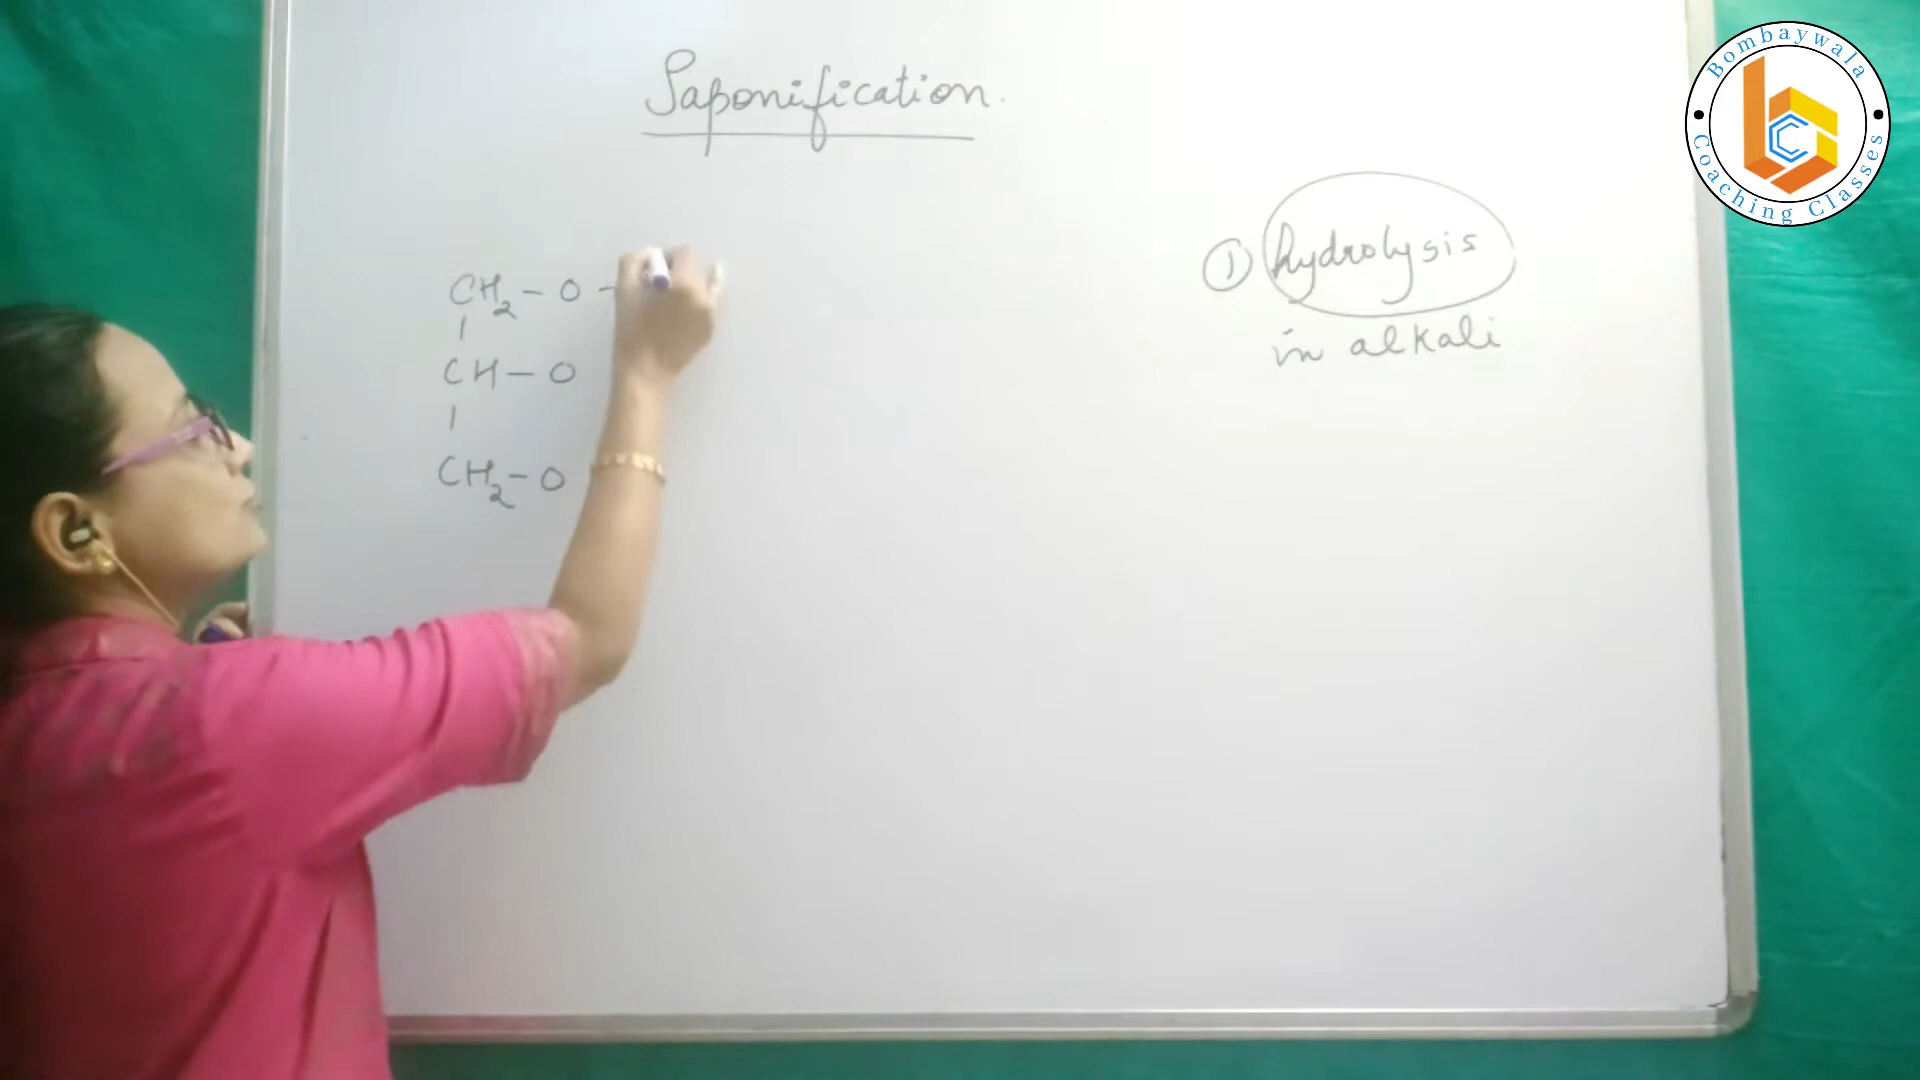 Saponification.
① hydrolysis
in alkali
CH2 - O -
|
CH - O
|
CH2 - O
Bombaywala
Coaching Classes